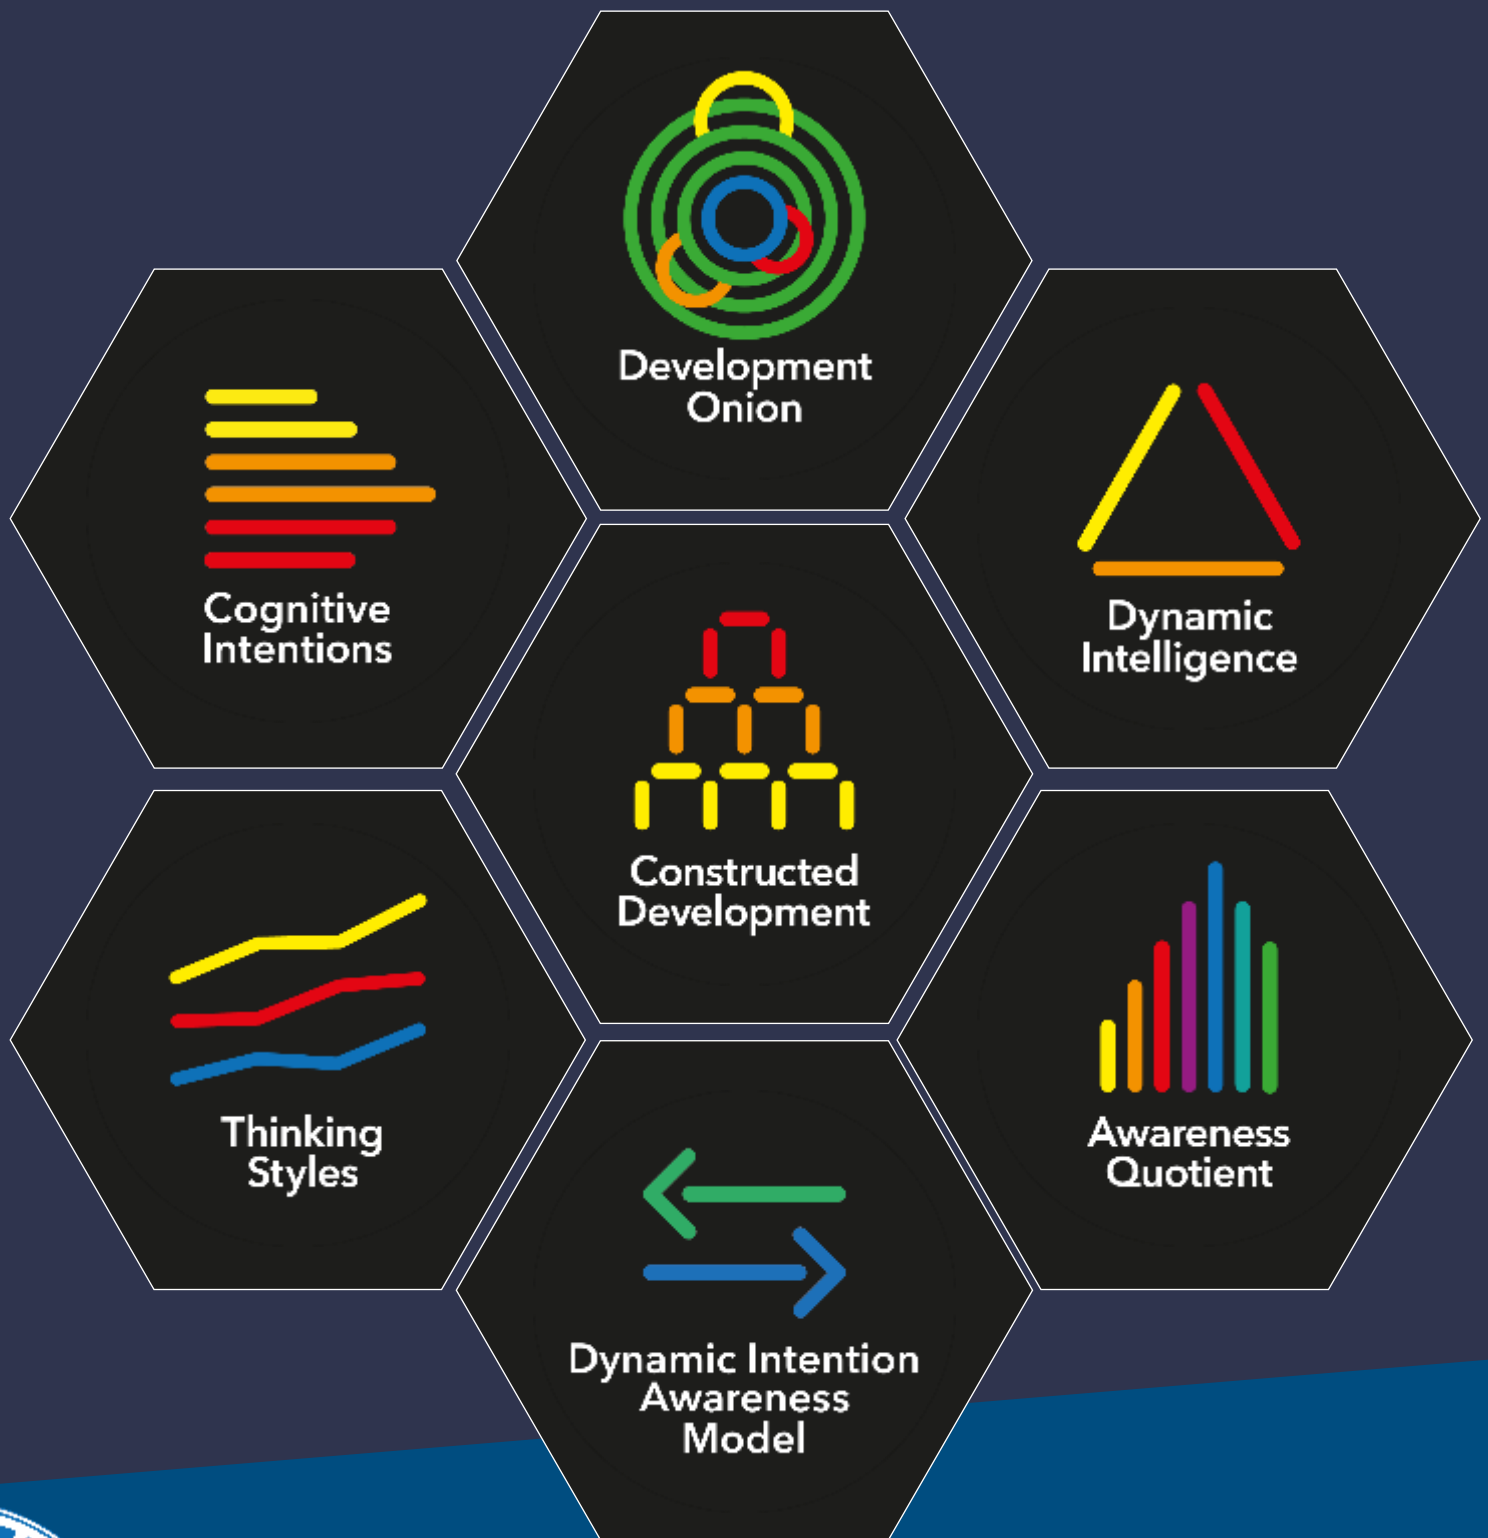 Development
Onion
Cognitive
Intentions
Dynamic
Intelligence
Constructed
Development
Thinking
Styles
Awareness
Quotient
Dynamic Intention
Awareness
Model